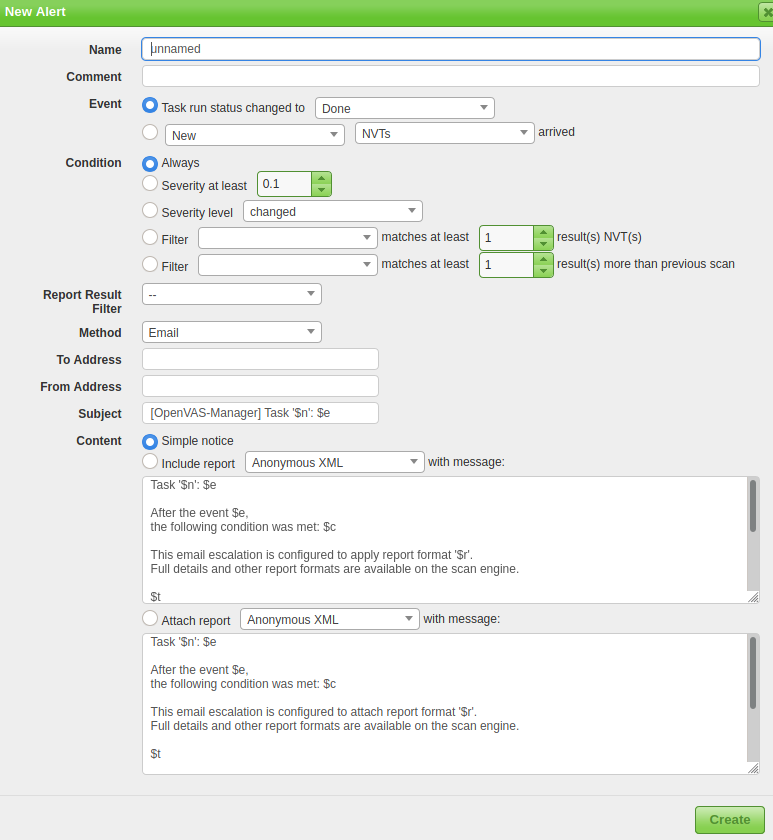 New Alert
Name unnamed
Comment
Event Task run status changed to Done
New NVTs arrived
Condition Always
Severity at least 0.1
Severity level changed
Filter matches at least 1 result(s) NVT(s)
Filter matches at least 1 result(s) more than previous scan
Report Result Filter --
Method Email
To Address
From Address
Subject [OpenVAS-Manager] Task '$n': $e
Content Simple notice
Include report Anonymous XML with message:
Task '$n': $e
After the event $e,
the following condition was met: $c
This email escalation is configured to apply report format '$r'.
Full details and other report formats are available on the scan engine.
$t
Attach report Anonymous XML with message:
Task '$n': $e
After the event $e,
the following condition was met: $c
This email escalation is configured to attach report format '$r'.
Full details and other report formats are available on the scan engine.
$t
Create